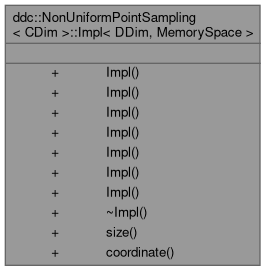 ddc::NonUniformPointSampling
< CDim >::Impl< DDim, MemorySpace >
+ Impl()
+ Impl()
+ Impl()
+ Impl()
+ Impl()
+ Impl()
+ Impl()
+ ~Impl()
+ size()
+ coordinate()